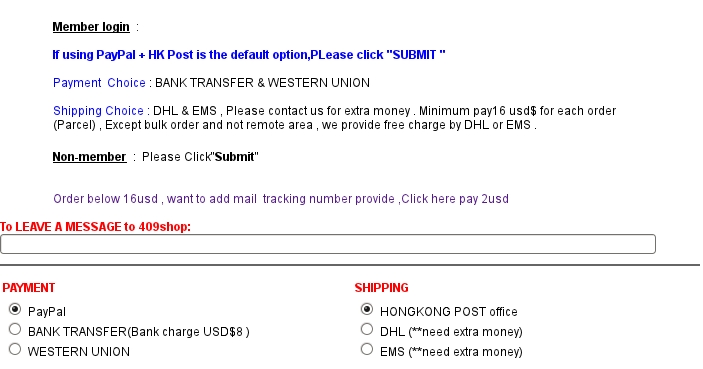 Member login :
If using PayPal + HK Post is the default option,PLease click "SUBMIT "
Payment Choice : BANK TRANSFER & WESTERN UNION
Shipping Choice : DHL & EMS , Please contact us for extra money . Minimum pay16 usd$ for each order
(Parcel) , Except bulk order and not remote area , we provide free charge by DHL or EMS .
Non-member : Please Click"Submit"
Order below 16usd , want to add mail tracking number provide ,Click here pay 2usd
To LEAVE A MESSAGE to 409shop:
PAYMENT SHIPPING
PayPal HONGKONG POST office
BANK TRANSFER(Bank charge USD$8 ) DHL (**need extra money)
WESTERN UNION EMS (**need extra money)